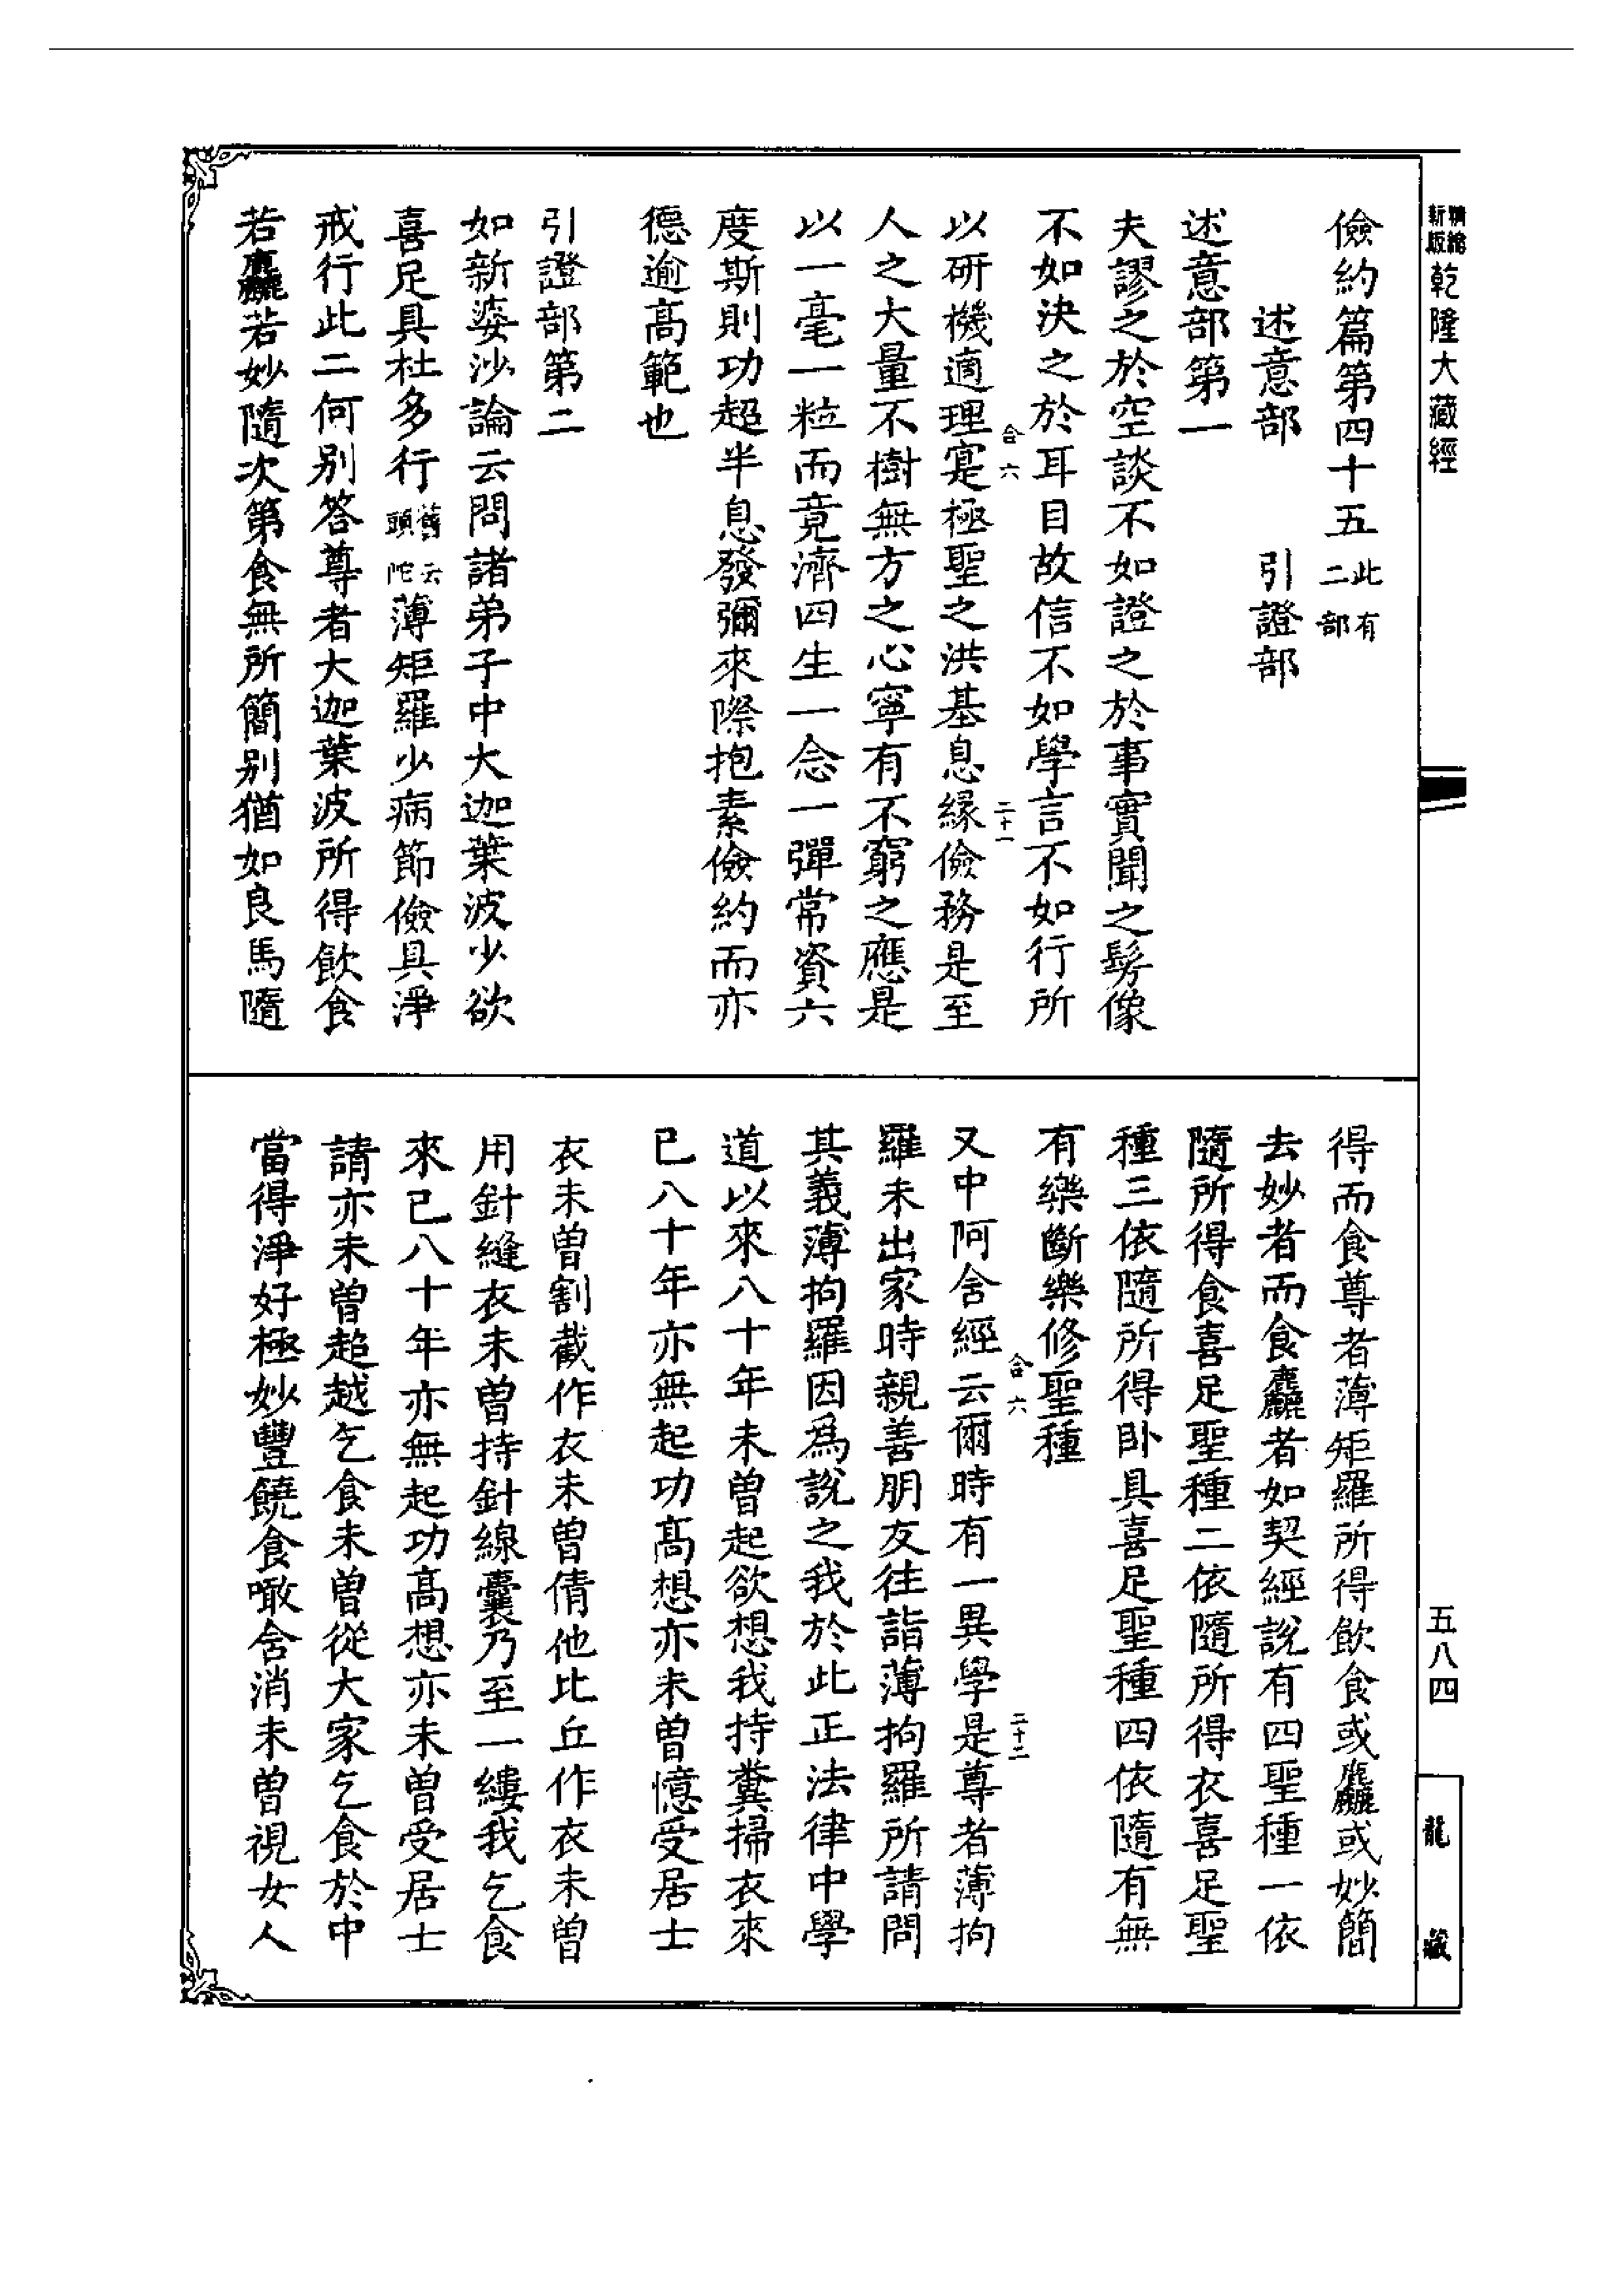 精縮新版乾隆大藏經
儉約篇第四十五此有二部
述意部　引證部
述意部第一
夫謬之於空談不如證之於事實聞之髣像
不如決之於耳目故信不如學言不如行所
以研機適理寔極聖之洪基息緣儉務是至
合六　二十一
人之大量不樹無方之心寧有不窮之應是
以一毫一粒而竟濟四生一念一彈常資六
度斯則功超半息發彌來際抱素儉約而亦
德逾高範也
引證部第二
如新婆沙論云問諸弟子中大迦葉波少欲
喜足具杜多行舊云頭陀薄矩羅少病節儉具淨
戒行此二何別答尊者大迦葉波所得飲食
若麤若妙隨次第食無所簡別猶如良馬隨
得而食尊者薄矩羅所得飲食或麤或妙簡
去妙者而食麤者如契經說有四聖種一依
隨所得食喜足聖種二依隨所得衣喜足聖
種三依隨所得臥具喜足聖種四依隨有無
有樂斷樂修聖種
合六　二十二
又中阿含經云爾時有一異學是尊者薄拘
羅未出家時親善朋友往詣薄拘羅所請問
其義薄拘羅因為說之我於此正法律中學
道以來八十年未曾起欲想我持糞掃衣來
已八十年亦無起功高想亦未曾憶受居士
衣未曾割截作衣未曾倩他比丘作衣未曾
用針縫衣未曾持針線囊乃至一縷我乞食
來已八十年亦無起功高想亦未曾受居士
請亦未曾超越乞食未曾從大家乞食於中
當得淨好極妙豐饒食噉含消未曾視女人
五八四
龍藏